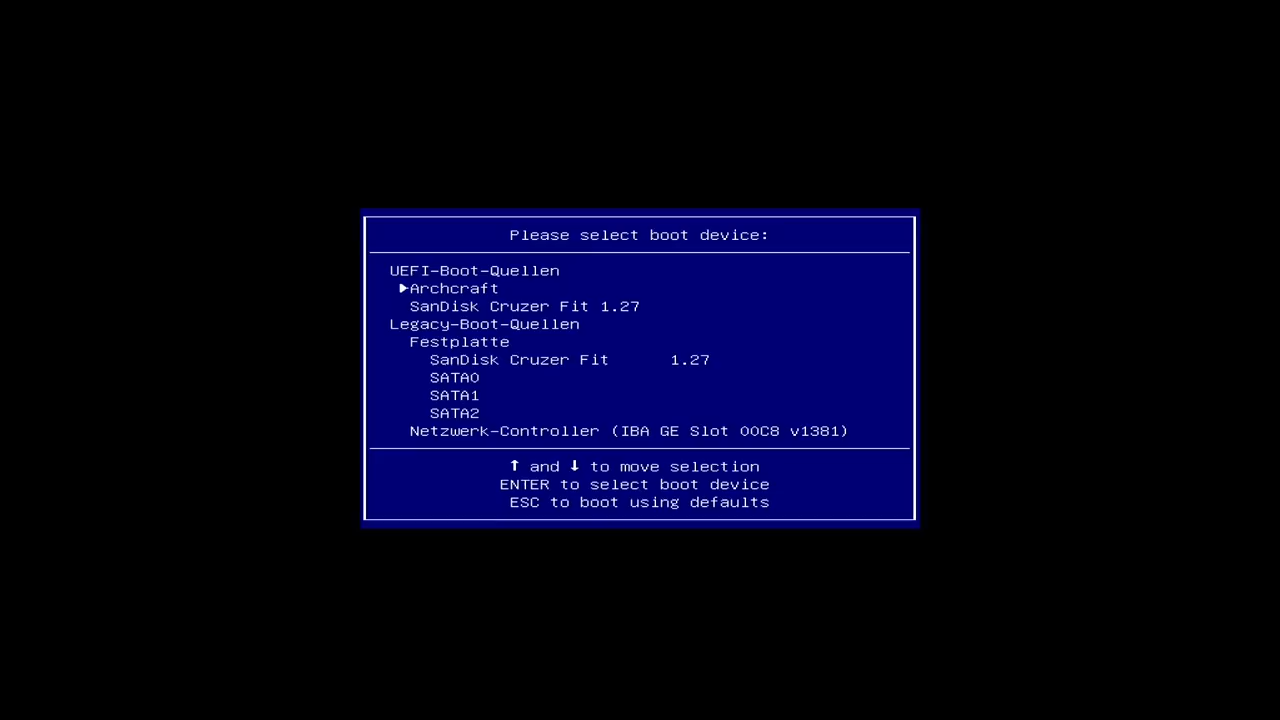 Please select boot device:
UEFI-Boot-Quellen
▶Archcraft
SanDisk Cruzer Fit 1.27
Legacy-Boot-Quellen
Festplatte
SanDisk Cruzer Fit      1.27
SATA0
SATA1
SATA2
Netzwerk-Controller (IBA GE Slot 00C8 v1381)
↑ and ↓ to move selection
ENTER to select boot device
ESC to boot using defaults